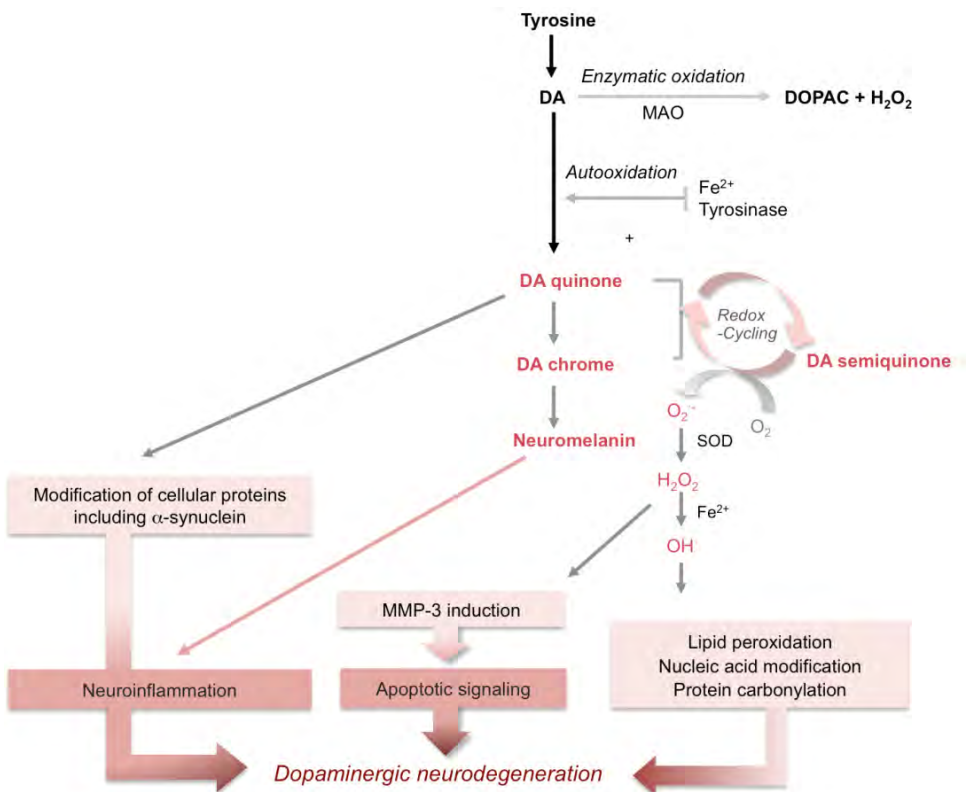 Tyrosine
Enzymatic oxidation
DA
DOPAC + H₂O₂
MAO
Autooxidation
Fe²⁺
Tyrosinase
+
DA quinone
Redox
-Cycling
DA chrome
DA semiquinone
O₂·-
O₂
Neuromelanin
SOD
H₂O₂
Modification of cellular proteins
including α-synuclein
Fe²⁺
OH
MMP-3 induction
Lipid peroxidation
Nucleic acid modification
Protein carbonylation
Neuroinflammation
Apoptotic signaling
Dopaminergic neurodegeneration